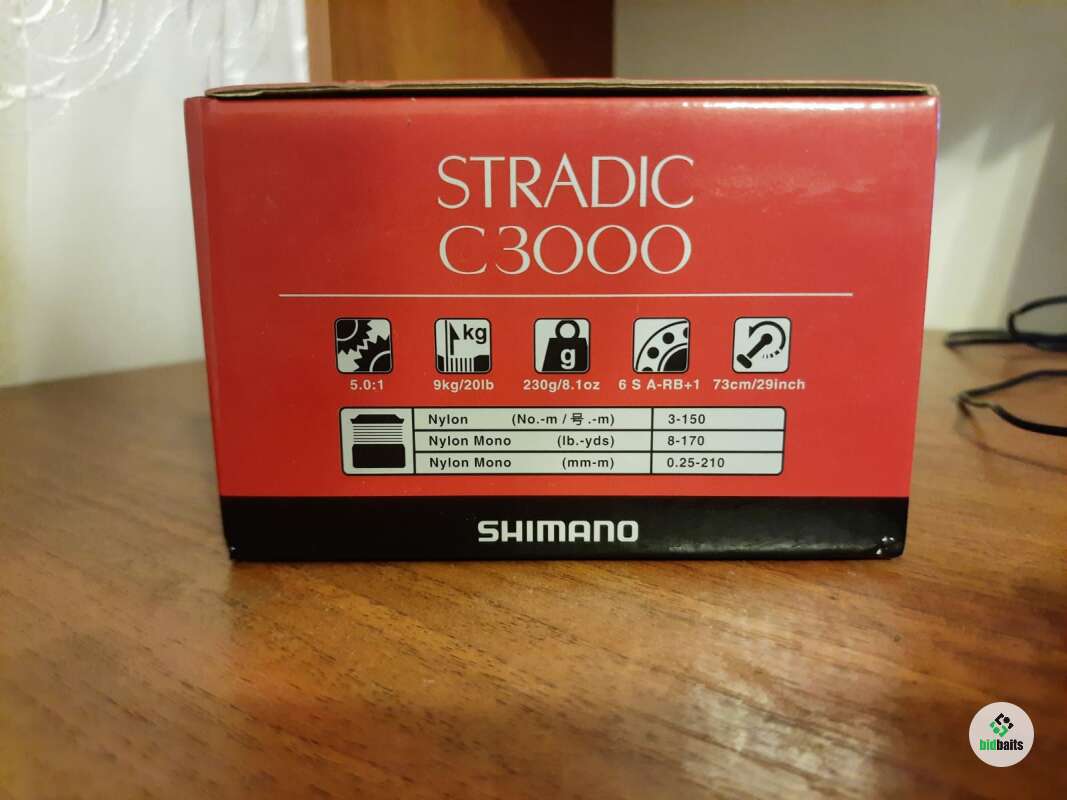 STRADIC
C3000
kg
g
5.0:1 9kg/20lb 230g/8.1oz 6 S A-RB+1 73cm/29inch
Nylon (No.-m / 号.-m) 3-150
Nylon Mono (lb.-yds) 8-170
Nylon Mono (mm-m) 0.25-210
SHIMANO
bidbaits